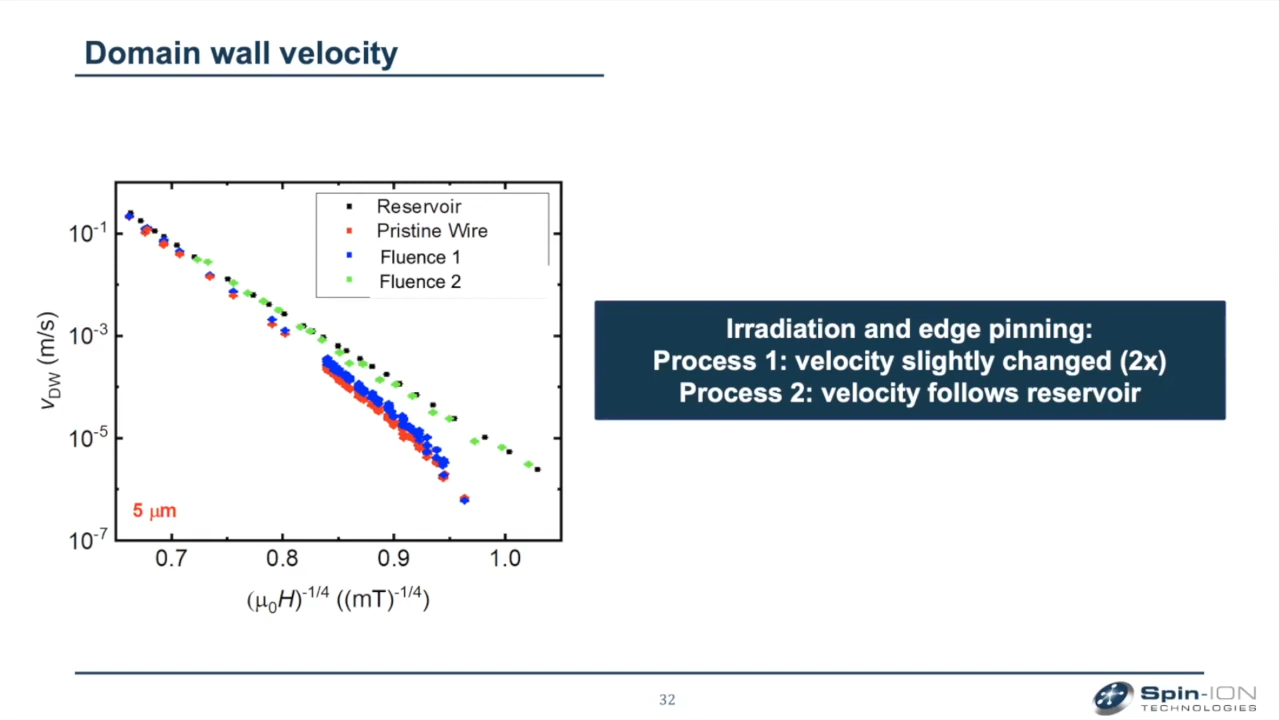 Domain wall velocity
Reservoir
Pristine Wire
Fluence 1
Fluence 2
10⁻¹
10⁻³
10⁻⁵
10⁻⁷
v_DW (m/s)
5 μm
0.7 0.8 0.9 1.0
(μ₀H)⁻¹/⁴ ((mT)⁻¹/⁴)
Irradiation and edge pinning:
Process 1: velocity slightly changed (2x)
Process 2: velocity follows reservoir
32
Spin-ION
TECHNOLOGIES